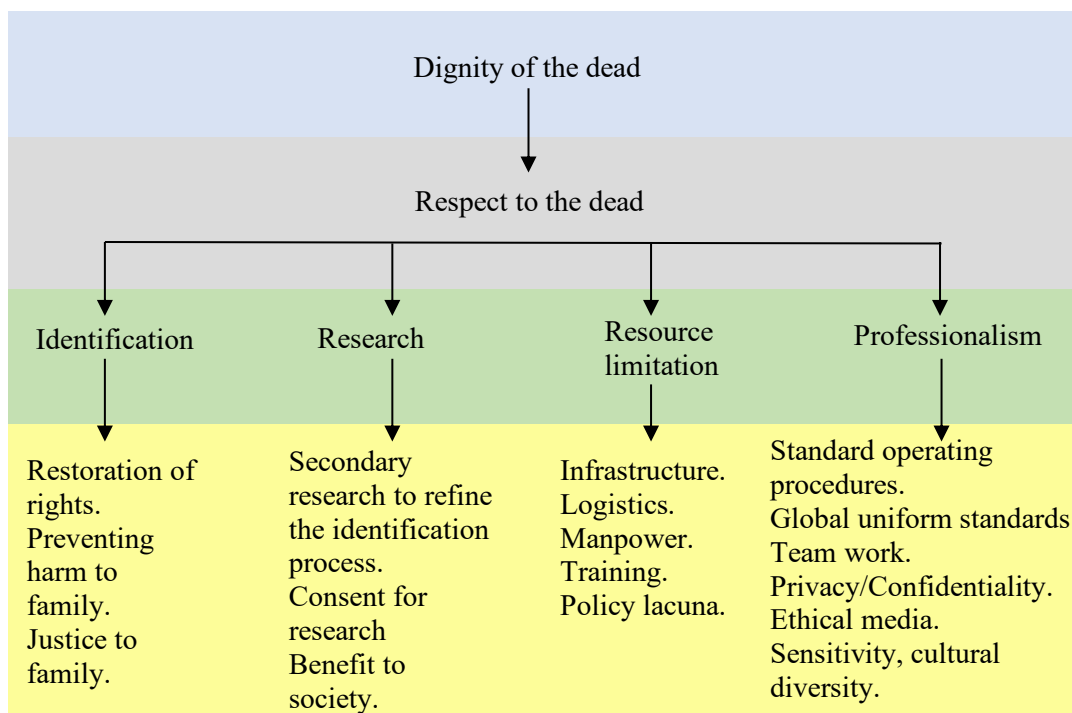 Dignity of the dead
Respect to the dead
Identification
Research
Resource
limitation
Professionalism
Restoration of
rights.
Preventing
harm to
family.
Justice to
family.
Secondary
research to refine
the identification
process.
Consent for
research
Benefit to
society.
Infrastructure.
Logistics.
Manpower.
Training.
Policy lacuna.
Standard operating
procedures.
Global uniform standards
Team work.
Privacy/Confidentiality.
Ethical media.
Sensitivity, cultural
diversity.